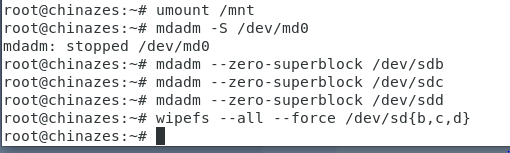 root@chinazes:~# umount /mnt
root@chinazes:~# mdadm -S /dev/md0
mdadm: stopped /dev/md0
root@chinazes:~# mdadm --zero-superblock /dev/sdb
root@chinazes:~# mdadm --zero-superblock /dev/sdc
root@chinazes:~# mdadm --zero-superblock /dev/sdd
root@chinazes:~# wipefs --all --force /dev/sd{b,c,d}
root@chinazes:~#